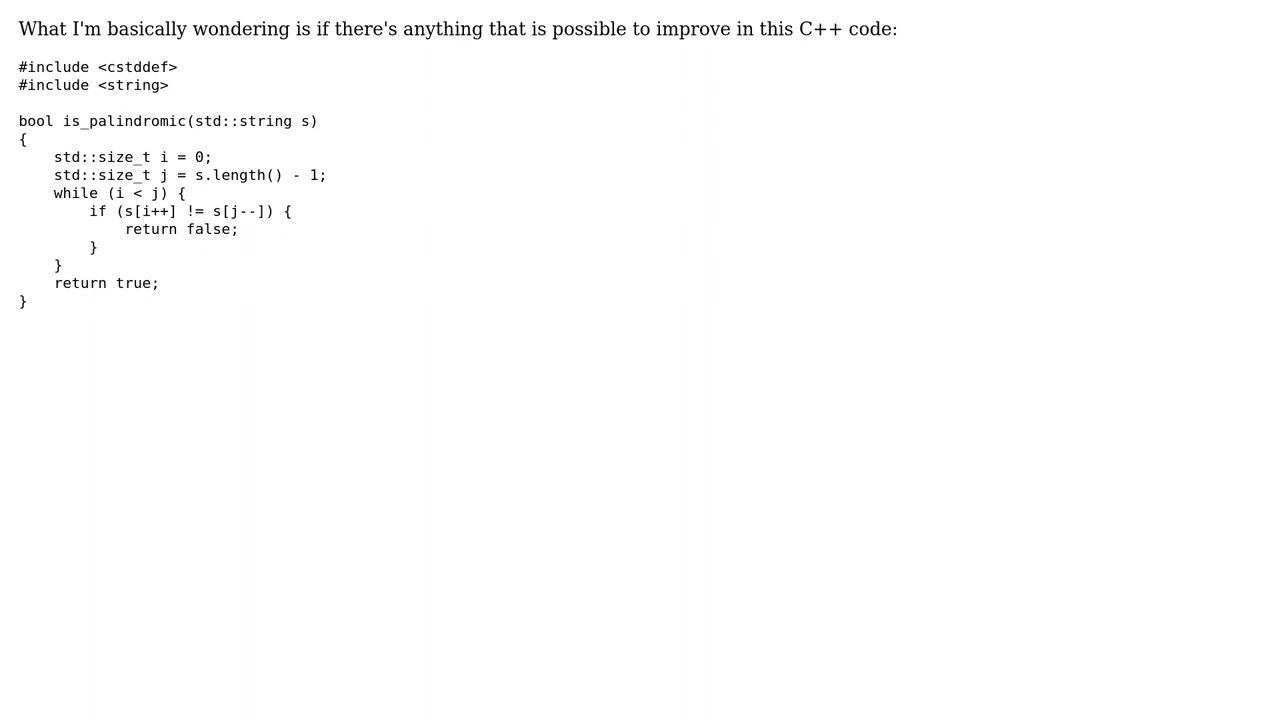 What I'm basically wondering is if there's anything that is possible to improve in this C++ code:
#include <cstddef>
#include <string>

bool is_palindromic(std::string s)
{
    std::size_t i = 0;
    std::size_t j = s.length() - 1;
    while (i < j) {
        if (s[i++] != s[j--]) {
            return false;
        }
    }
    return true;
}